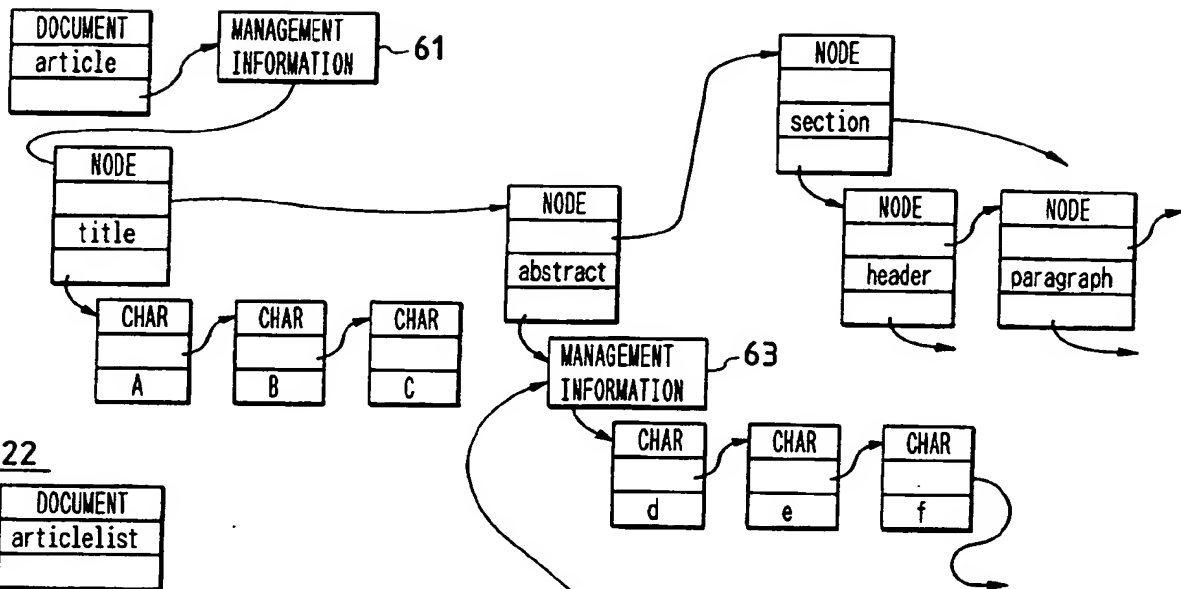 DOCUMENT
article
MANAGEMENT
INFORMATION
61
NODE
section
NODE
title
NODE
abstract
NODE
header
NODE
paragraph
CHAR
A
CHAR
B
CHAR
C
MANAGEMENT
INFORMATION
63
CHAR
d
CHAR
e
CHAR
f
22
DOCUMENT
articlelist